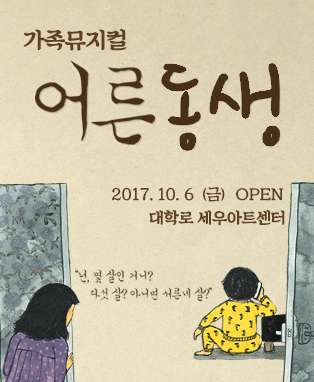 가족뮤지컬
어른동생
2017. 10. 6 (금) OPEN
대학로 세우아트센터
"넌, 몇 살인 거니?
다섯 살? 아니면 서른네 살?"